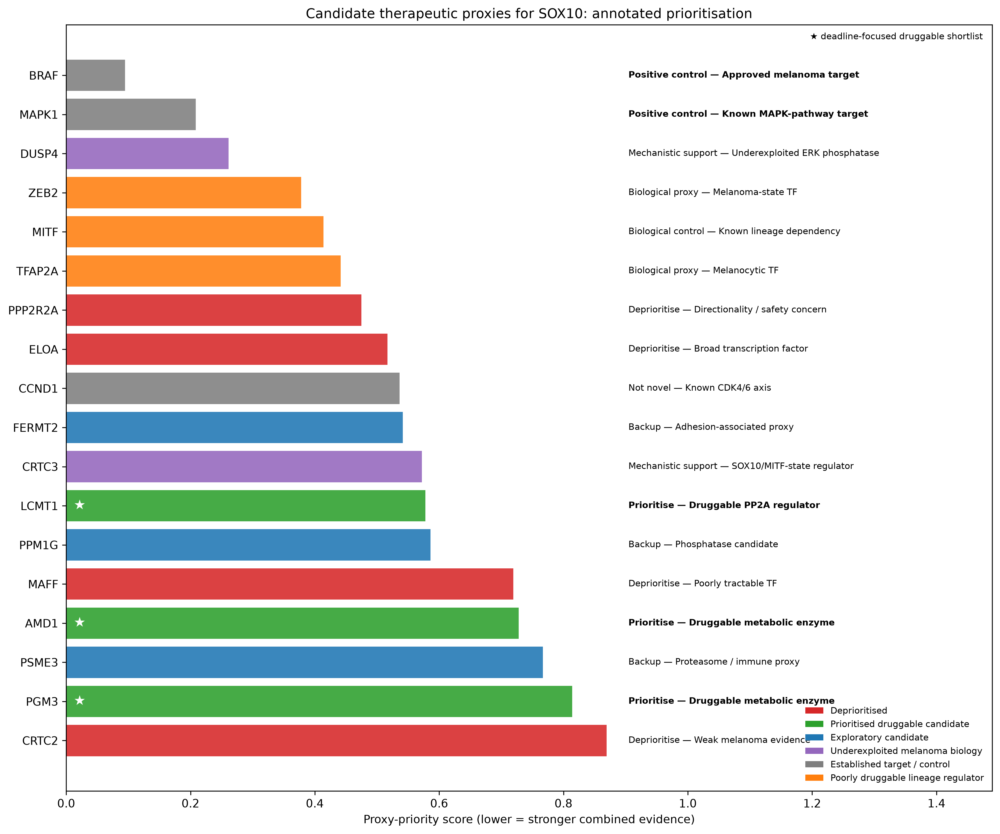 Candidate therapeutic proxies for SOX10: annotated prioritisation
★ deadline-focused druggable shortlist
BRAF Positive control — Approved melanoma target
MAPK1 Positive control — Known MAPK-pathway target
DUSP4 Mechanistic support — Underexploited ERK phosphatase
ZEB2 Biological proxy — Melanoma-state TF
MITF Biological control — Known lineage dependency
TFAP2A Biological proxy — Melanocytic TF
PPP2R2A Deprioritise — Directionality / safety concern
ELOA Deprioritise — Broad transcription factor
CCND1 Not novel — Known CDK4/6 axis
FERMT2 Backup — Adhesion-associated proxy
CRTC3 Mechanistic support — SOX10/MITF-state regulator
LCMT1 ★ Prioritise — Druggable PP2A regulator
PPM1G Backup — Phosphatase candidate
MAFF Deprioritise — Poorly tractable TF
AMD1 ★ Prioritise — Druggable metabolic enzyme
PSME3 Backup — Proteasome / immune proxy
PGM3 ★ Prioritise — Druggable metabolic enzyme
CRTC2 Deprioritise — Weak melanoma evidence
Deprioritised
Prioritised druggable candidate
Exploratory candidate
Underexploited melanoma biology
Established target / control
Poorly druggable lineage regulator
0.0 0.2 0.4 0.6 0.8 1.0 1.2 1.4
Proxy-priority score (lower = stronger combined evidence)